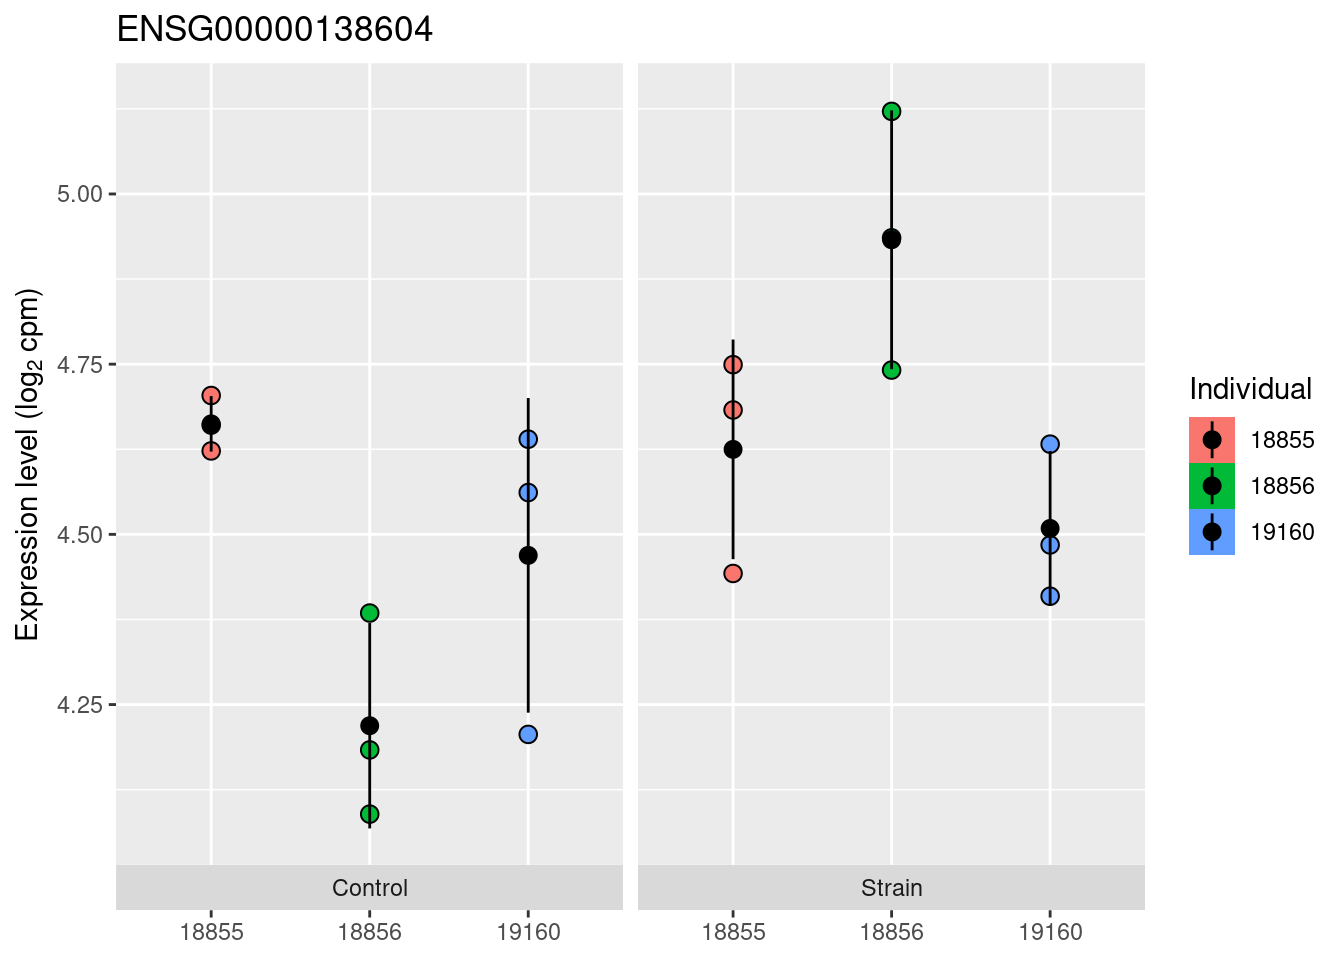 ENSG00000138604
Expression level (log₂ cpm)
5.00
4.75
4.50
4.25
Control
Strain
18855
18856
19160
18855
18856
19160
Individual
18855
18856
19160